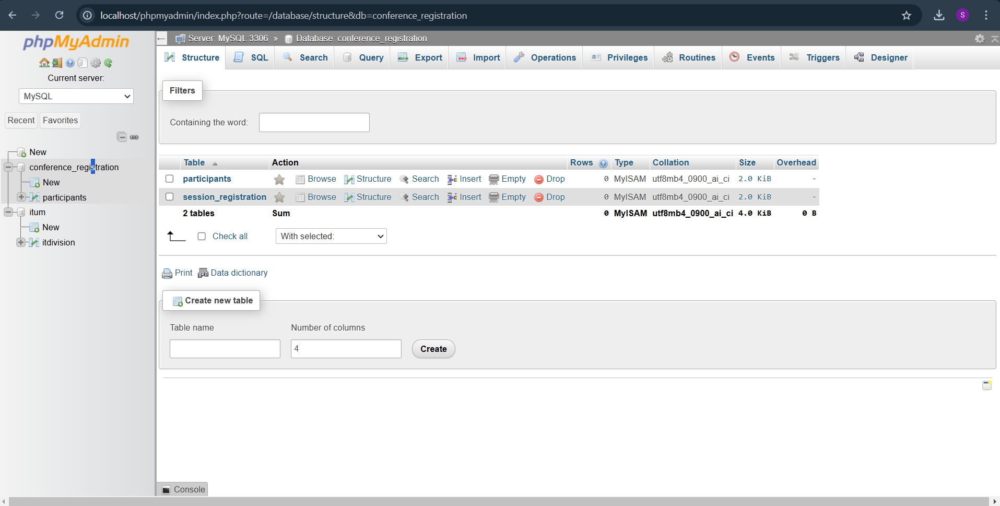 localhost/phpmyadmin/index.php?route=/database/structure&db=conference_registration
S
phpMyAdmin
Current server:
MySQL
Recent Favorites
New
conference_registration
New
participants
itum
New
itdivision
Server: MySQL:3306 » Database: conference_registration
Structure SQL Search Query Export Import Operations Privileges Routines Events Triggers Designer
Filters
Containing the word:
Table Action Rows Type Collation Size Overhead
participants Browse Structure Search Insert Empty Drop 0 MyISAM utf8mb4_0900_ai_ci 2.0 KiB -
session_registration Browse Structure Search Insert Empty Drop 0 MyISAM utf8mb4_0900_ai_ci 2.0 KiB -
2 tables Sum 0 MyISAM utf8mb4_0900_ai_ci 4.0 KiB 0 B
Check all With selected:
Print Data dictionary
Create new table
Table name Number of columns
4 Create
Console